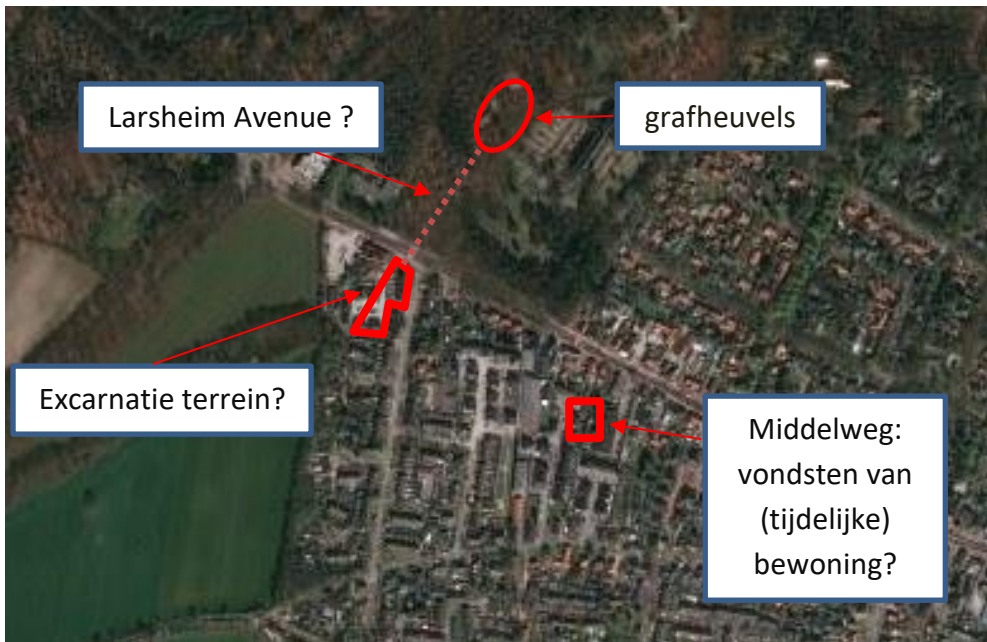 Larsheim Avenue ?
grafheuvels
Excarnatie terrein?
Middelweg:
vondsten van
(tijdelijke)
bewoning?